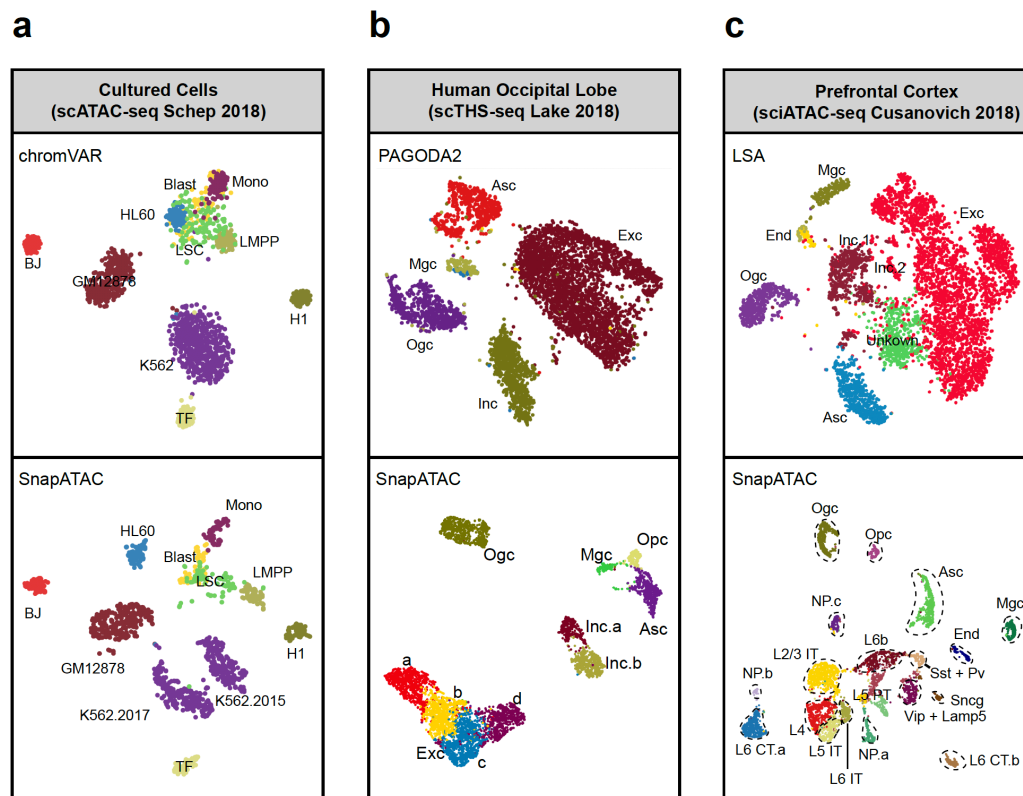 a
b
c
Cultured Cells
(scATAC-seq Schep 2018)
Human Occipital Lobe
(scTHS-seq Lake 2018)
Prefrontal Cortex
(sciATAC-seq Cusanovich 2018)
chromVAR
Blast
Mono
HL60
LSC
LMPP
BJ
GM12878
H1
K562
TF
PAGODA2
Asc
Exc
Mgc
Ogc
Inc
LSA
Mgc
Exc
End
Inc.1
Inc.2
Ogc
Unkown
Asc
SnapATAC
Mono
HL60
Blast
LSC
LMPP
BJ
H1
GM12878
K562.2015
K562.2017
TF
SnapATAC
Ogc
Opc
Mgc
Asc
Inc.a
Inc.b
a
b
d
Exc
c
SnapATAC
Ogc
Opc
Asc
NP.c
Mgc
L6b
End
L2/3 IT
Sst + Pv
NP.b
L5 PT
Sncg
Vip + Lamp5
L4
L6 CT.a
L5 IT
NP.a
L6 CT.b
L6 IT